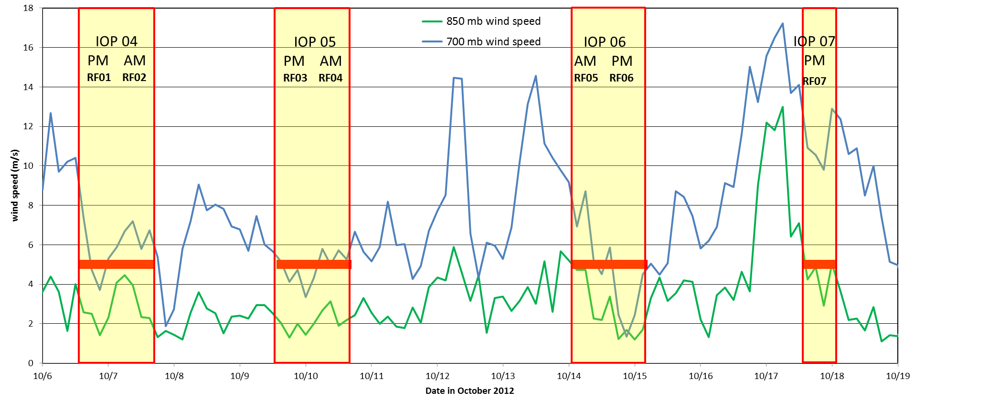 18
16
14
12
10
8
6
4
2
0
wind speed (m/s)
850 mb wind speed
700 mb wind speed
IOP 04
PM AM
RF01 RF02
IOP 05
PM AM
RF03 RF04
IOP 06
AM PM
RF05 RF06
IOP 07
PM
RF07
10/6 10/7 10/8 10/9 10/10 10/11 10/12 10/13 10/14 10/15 10/16 10/17 10/18 10/19
Date in October 2012